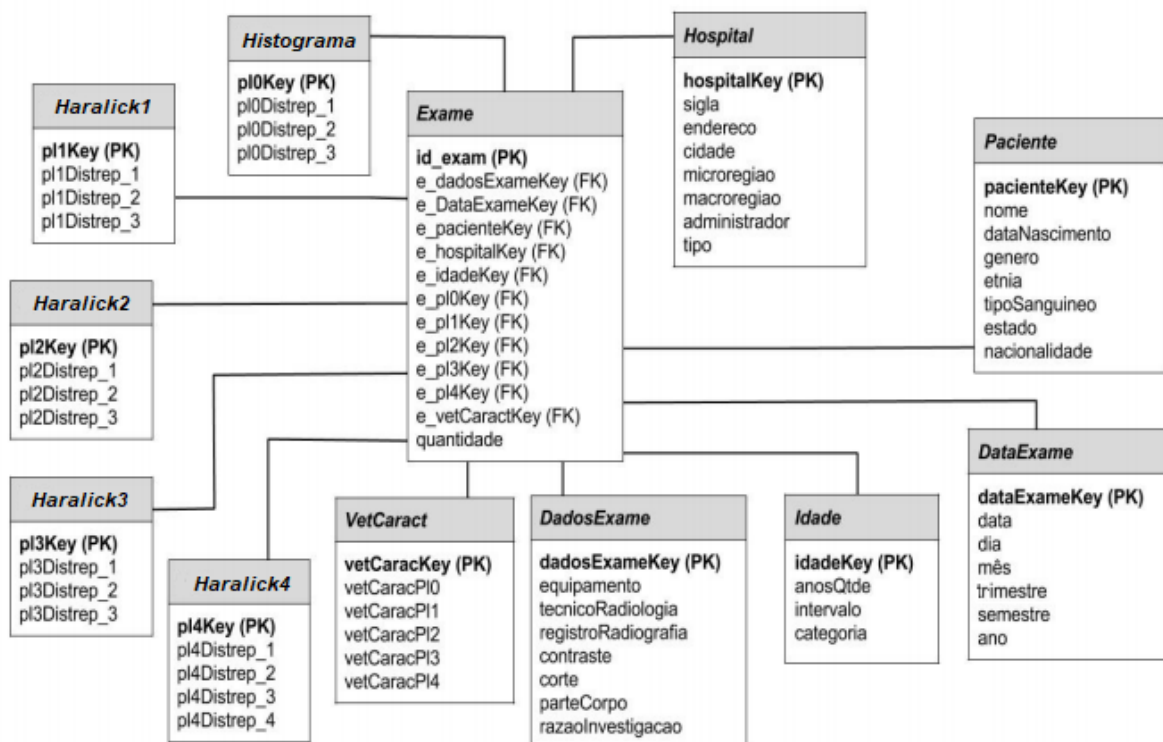 Histograma
pl0Key (PK)
pl0Distrep_1
pl0Distrep_2
pl0Distrep_3
Hospital
hospitalKey (PK)
sigla
endereco
cidade
microregiao
macroregiao
administrador
tipo
Haralick1
pl1Key (PK)
pl1Distrep_1
pl1Distrep_2
pl1Distrep_3
Exame
id_exam (PK)
e_dadosExameKey (FK)
e_DataExameKey (FK)
e_pacienteKey (FK)
e_hospitalKey (FK)
e_idadeKey (FK)
e_pl0Key (FK)
e_pl1Key (FK)
e_pl2Key (FK)
e_pl3Key (FK)
e_pl4Key (FK)
e_vetCaractKey (FK)
quantidade
Paciente
pacienteKey (PK)
nome
dataNascimento
genero
etnia
tipoSanguineo
estado
nacionalidade
Haralick2
pl2Key (PK)
pl2Distrep_1
pl2Distrep_2
pl2Distrep_3
Haralick3
pl3Key (PK)
pl3Distrep_1
pl3Distrep_2
pl3Distrep_3
Haralick4
pl4Key (PK)
pl4Distrep_1
pl4Distrep_2
pl4Distrep_3
pl4Distrep_4
VetCaract
vetCaracKey (PK)
vetCaracPl0
vetCaracPl1
vetCaracPl2
vetCaracPl3
vetCaracPl4
DadosExame
dadosExameKey (PK)
equipamento
tecnicoRadiologia
registroRadiografia
contraste
corte
parteCorpo
razaoInvestigacao
Idade
idadeKey (PK)
anosQtde
intervalo
categoria
DataExame
dataExameKey (PK)
data
dia
mês
trimestre
semestre
ano